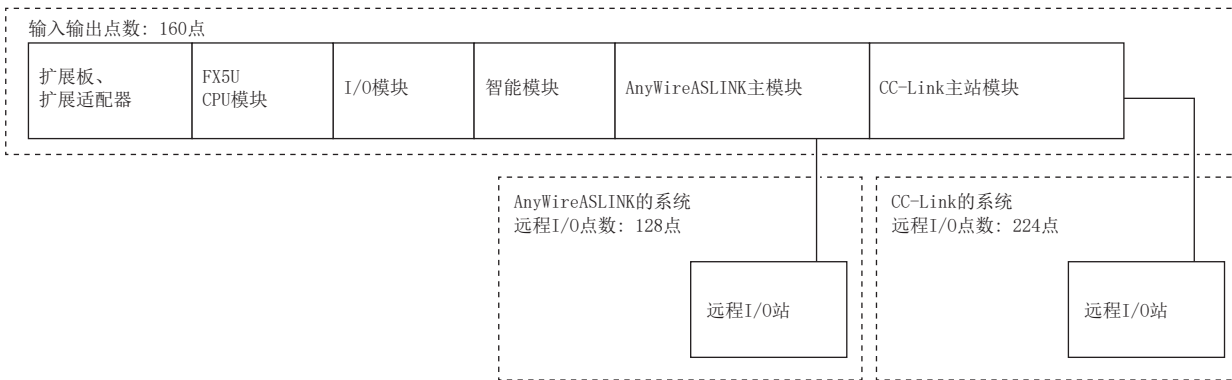 输入输出点数: 160点
扩展板、
扩展适配器
FX5U
CPU模块
I/O模块
智能模块
AnyWireASLINK主模块
CC-Link主站模块
AnyWireASLINK的系统
远程I/O点数: 128点
远程I/O站
CC-Link的系统
远程I/O点数: 224点
远程I/O站